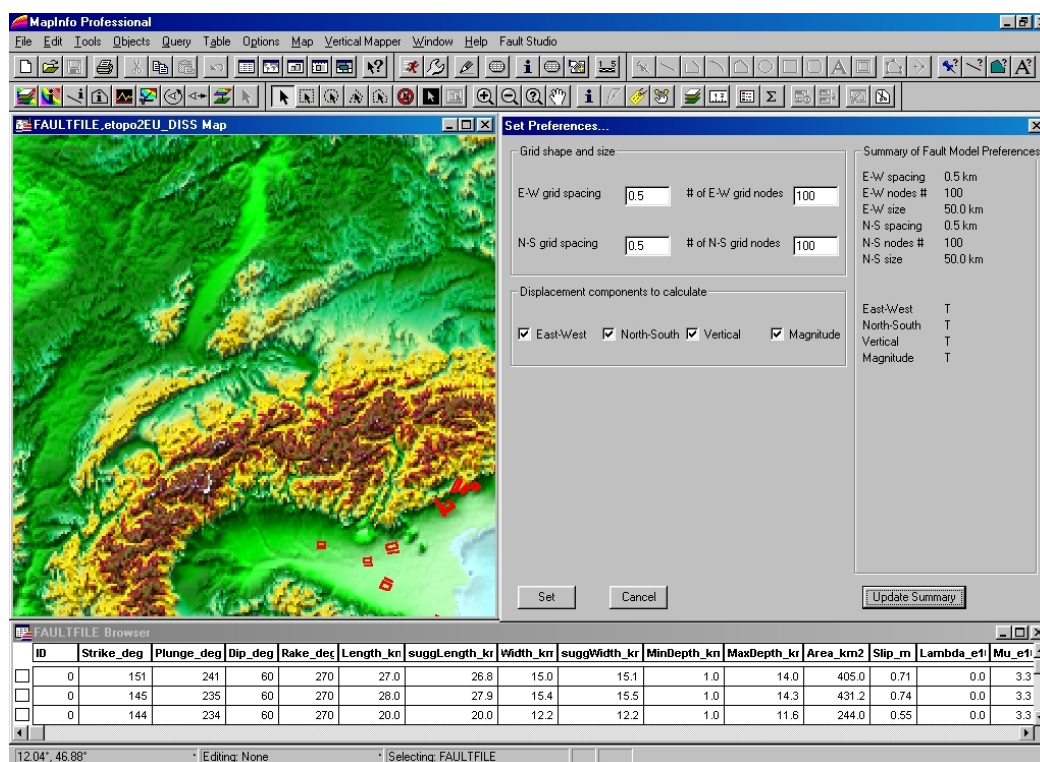 MapInfo Professional
File Edit Tools Objects Query Table Options Map Vertical Mapper Window Help Fault Studio
FAULTFILE,etopo2EU_DISS Map
Set Preferences...
Grid shape and size
E-W grid spacing 0.5 # of E-W grid nodes 100
N-S grid spacing 0.5 # of N-S grid nodes 100
Displacement components to calculate
East-West North-South Vertical Magnitude
Summary of Fault Model Preferences
E-W spacing 0.5 km
E-W nodes # 100
E-W size 50.0 km
N-S spacing 0.5 km
N-S nodes # 100
N-S size 50.0 km
East-West T
North-South T
Vertical T
Magnitude T
Set Cancel Update Summary
FAULTFILE Browser
ID Strike_deg Plunge_deg Dip_deg Rake_deg Length_km suggLength_kr Width_km suggWidth_kr MinDepth_km MaxDepth_kr Area_km2 Slip_m Lambda_e1 Mu_e1
0 151 241 60 270 27.0 26.8 15.0 15.1 1.0 14.0 405.0 0.71 0.0 3.3
0 145 235 60 270 28.0 27.9 15.4 15.5 1.0 14.3 431.2 0.74 0.0 3.3
0 144 234 60 270 20.0 20.0 12.2 12.2 1.0 11.6 244.0 0.55 0.0 3.3
12.04°, 46.88° Editing: None Selecting: FAULTFILE